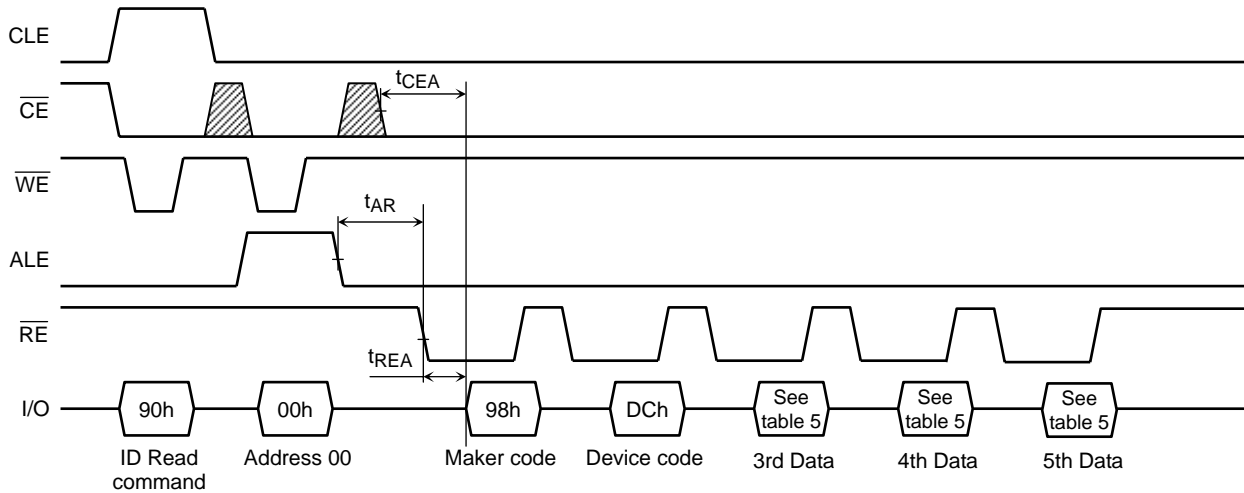 CLE
tCEA
CE
WE
tAR
ALE
RE
tREA
I/O
90h
00h
98h
DCh
See
table 5
See
table 5
See
table 5
ID Read
command
Address 00
Maker code
Device code
3rd Data
4th Data
5th Data